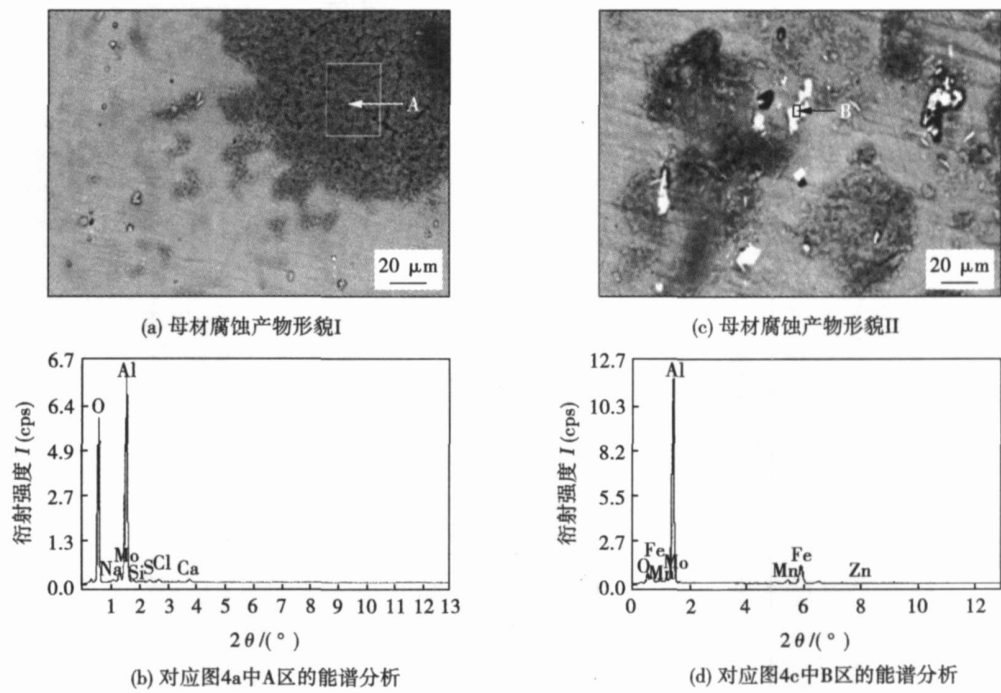 A
20 μm
(a) 母材腐蚀产物形貌I
B
20 μm
(c) 母材腐蚀产物形貌II
衍射强度 I (cps)
6.7
6.4
4.9
2.7
1.3
0.0
O
Al
Na
Mo
Si
S
Cl
Ca
1 2 3 4 5 6 7 8 9 10 11 12 13
2θ/(°)
(b) 对应图4a中A区的能谱分析
衍射强度 I (cps)
12.7
10.3
8.2
5.5
2.7
0.0
Al
O
Fe
Mn
Mo
Mn
Fe
Zn
0 2 4 6 8 10 12
2θ/(°)
(d) 对应图4c中B区的能谱分析